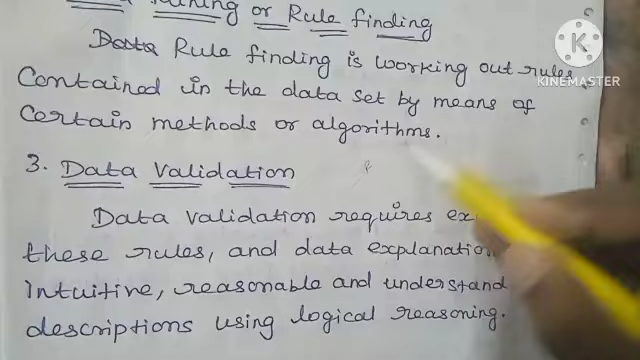 or Rule finding
Rule finding is working out rules
Contained in the data set by means of
Certain methods or algorithms.
3. Data Validation
Data validation requires
these rules, and data explanation
Intuitive, reasonable and understand
descriptions using logical reasoning.
KINEMASTER